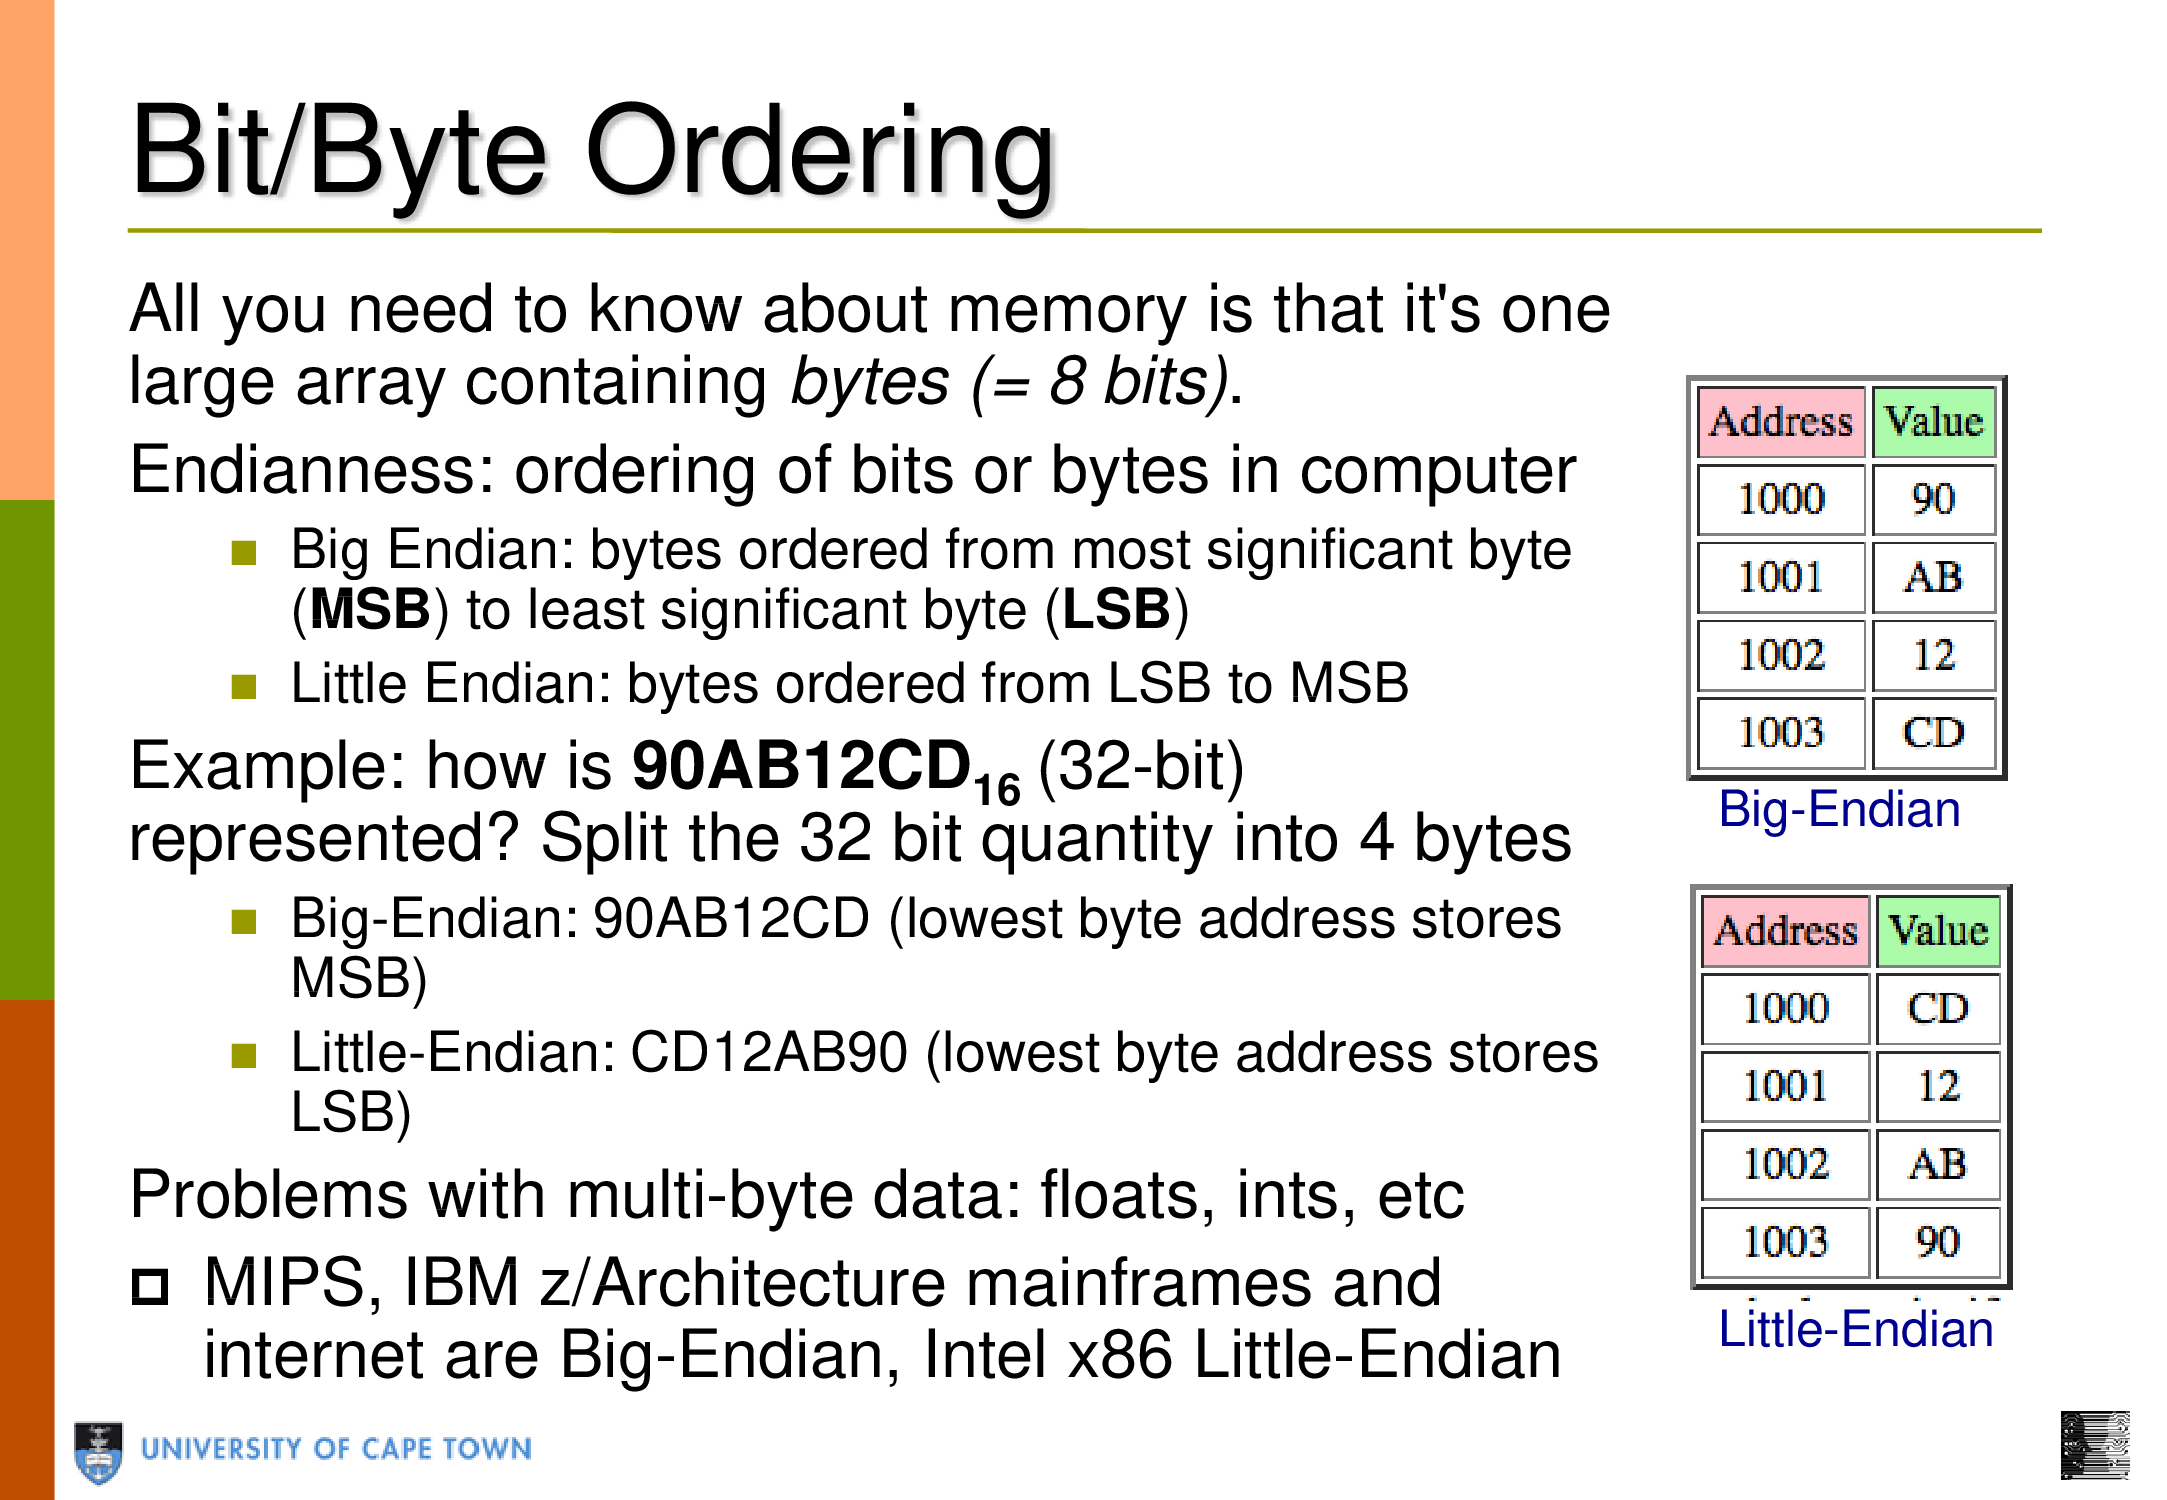 Bit/Byte Ordering
All you need to know about memory is that it's one
large array containing bytes (= 8 bits).
Endianness: ordering of bits or bytes in computer
Big Endian: bytes ordered from most significant byte
(MSB) to least significant byte (LSB)
Little Endian: bytes ordered from LSB to MSB
Example: how is 90AB12CD16 (32-bit)
represented? Split the 32 bit quantity into 4 bytes
Big-Endian: 90AB12CD (lowest byte address stores
MSB)
Little-Endian: CD12AB90 (lowest byte address stores
LSB)
Problems with multi-byte data: floats, ints, etc
MIPS, IBM z/Architecture mainframes and
internet are Big-Endian, Intel x86 Little-Endian
Address Value
1000 90
1001 AB
1002 12
1003 CD
Big-Endian
Address Value
1000 CD
1001 12
1002 AB
1003 90
Little-Endian
UNIVERSITY OF CAPE TOWN